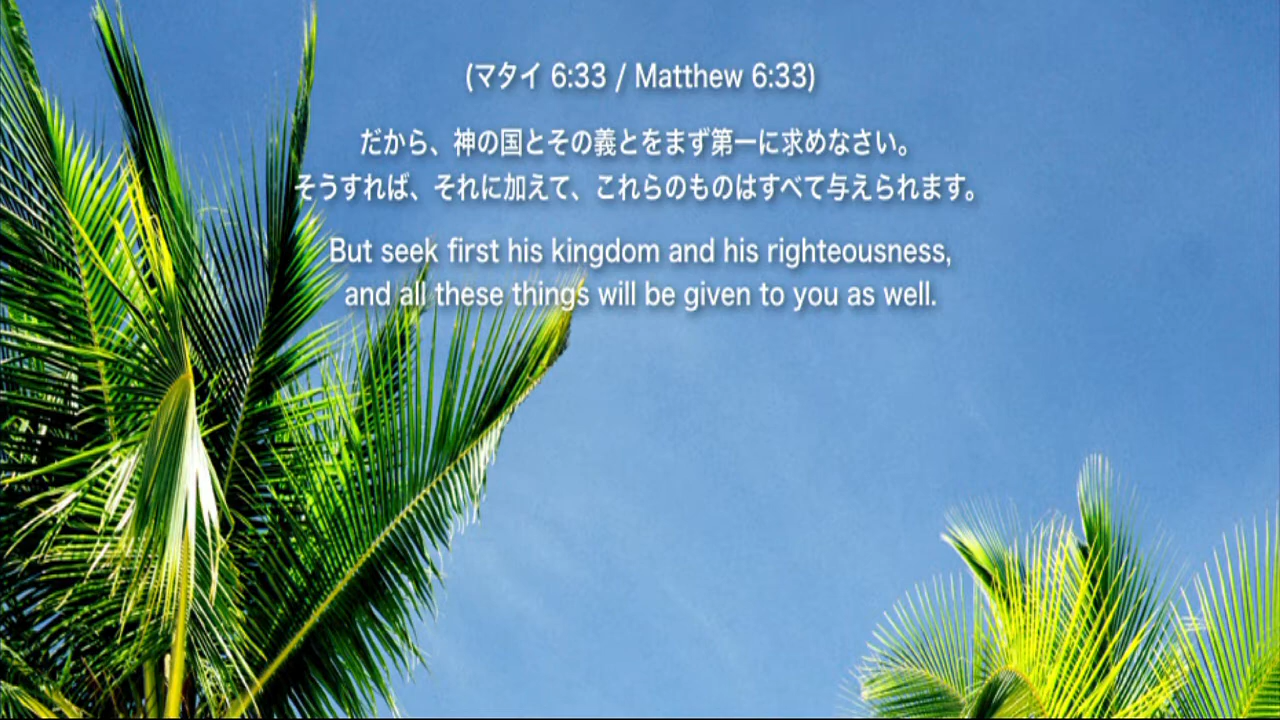 (マタイ 6:33 / Matthew 6:33)
だから、神の国とその義とをまず第一に求めなさい。
そうすれば、それに加えて、これらのものはすべて与えられます。
But seek first his kingdom and his righteousness,
and all these things will be given to you as well.